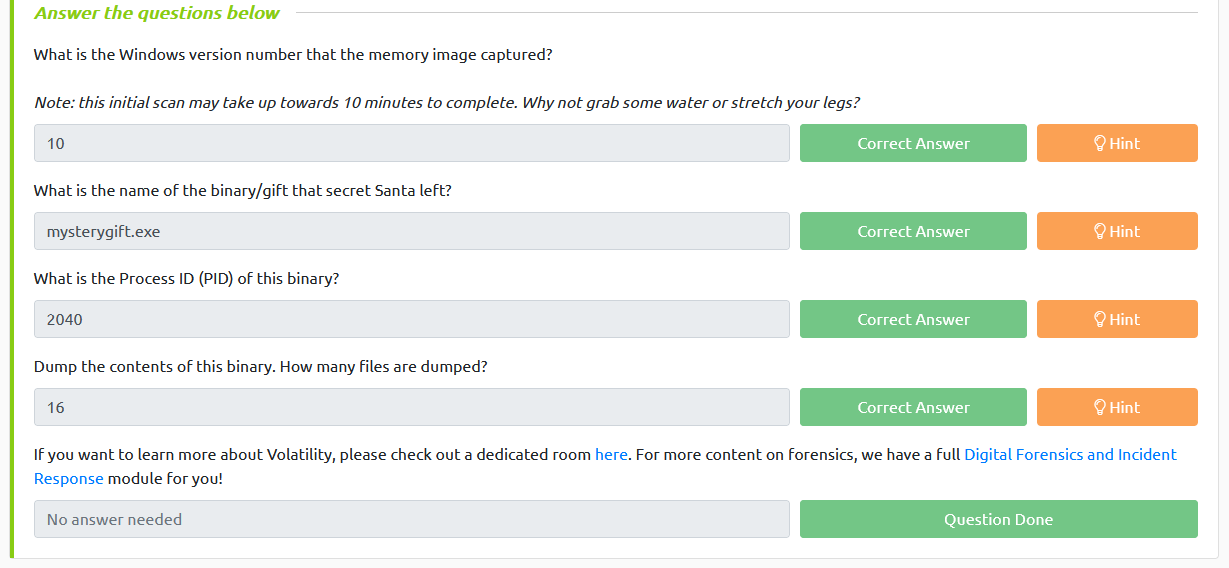 Answer the questions below
What is the Windows version number that the memory image captured?
Note: this initial scan may take up towards 10 minutes to complete. Why not grab some water or stretch your legs?
10
Correct Answer
Hint
What is the name of the binary/gift that secret Santa left?
mysterygift.exe
Correct Answer
Hint
What is the Process ID (PID) of this binary?
2040
Correct Answer
Hint
Dump the contents of this binary. How many files are dumped?
16
Correct Answer
Hint
If you want to learn more about Volatility, please check out a dedicated room here. For more content on forensics, we have a full Digital Forensics and Incident
Response module for you!
No answer needed
Question Done